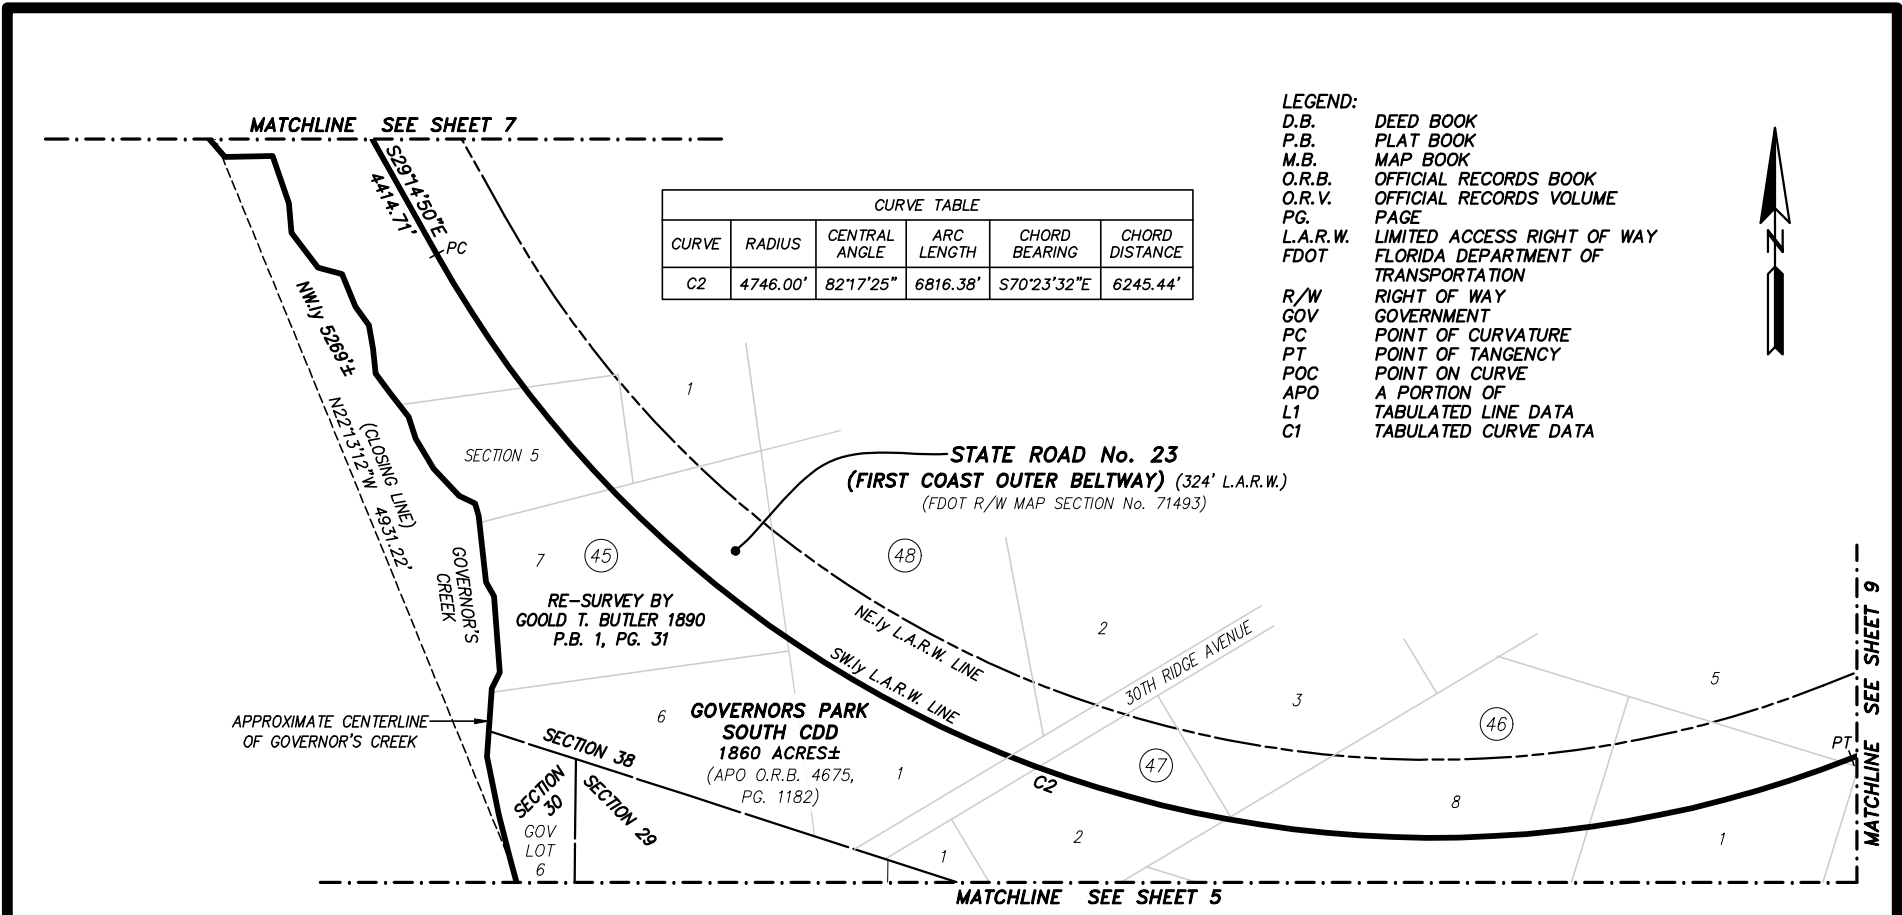 MATCHLINE SEE SHEET 7
S29°14'50"E
4414.71'
PC
CURVE TABLE
CURVE RADIUS CENTRAL ANGLE ARC LENGTH CHORD BEARING CHORD DISTANCE
C2 4746.00' 82°17'25" 6816.38' S70°23'32"E 6245.44'
LEGEND:
D.B. DEED BOOK
P.B. PLAT BOOK
M.B. MAP BOOK
O.R.B. OFFICIAL RECORDS BOOK
O.R.V. OFFICIAL RECORDS VOLUME
PG. PAGE
L.A.R.W. LIMITED ACCESS RIGHT OF WAY
FDOT FLORIDA DEPARTMENT OF
TRANSPORTATION
R/W RIGHT OF WAY
GOV GOVERNMENT
PC POINT OF CURVATURE
PT POINT OF TANGENCY
POC POINT ON CURVE
APO A PORTION OF
L1 TABULATED LINE DATA
C1 TABULATED CURVE DATA
N
NW.ly 5269'±
(CLOSING LINE)
N22°13'12"W 4931.22'
GOVERNOR'S
CREEK
1
SECTION 5
STATE ROAD No. 23
(FIRST COAST OUTER BELTWAY) (324' L.A.R.W.)
(FDOT R/W MAP SECTION No. 71493)
7
45
48
RE-SURVEY BY
GOOLD T. BUTLER 1890
P.B. 1, PG. 31
NE.ly L.A.R.W. LINE
SW.ly L.A.R.W. LINE
2
30TH RIDGE AVENUE
3
5
46
47
PT
MATCHLINE SEE SHEET 9
APPROXIMATE CENTERLINE
OF GOVERNOR'S CREEK
6
GOVERNORS PARK
SOUTH CDD
1860 ACRES±
(APO O.R.B. 4675,
PG. 1182)
1
C2
8
SECTION 38
SECTION
30
SECTION 29
GOV
LOT
6
1
2
1
MATCHLINE SEE SHEET 5